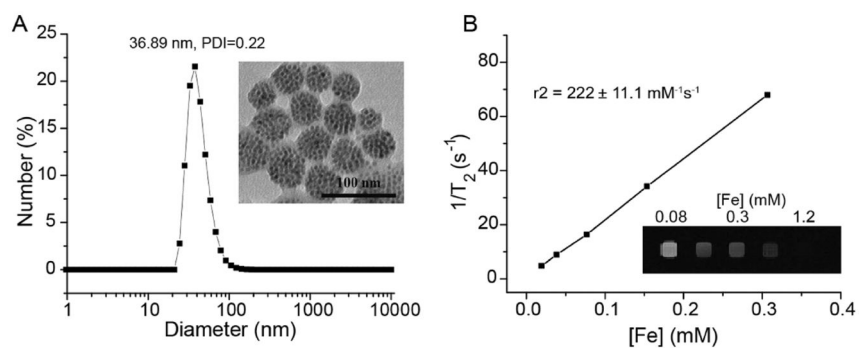 A
36.89 nm, PDI=0.22
Number (%)
25
20
15
10
5
0
1
10
100
1000
10000
Diameter (nm)
100 nm
B
r2 = 222 ± 11.1 mM⁻¹s⁻¹
1/T₂ (s⁻¹)
80
60
40
20
0
[Fe] (mM)
0.08
0.3
1.2
0.0
0.1
0.2
0.3
0.4
[Fe] (mM)